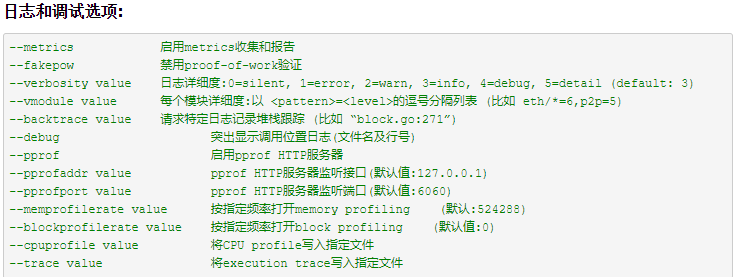 日志和调试选项:
--metrics 启用metrics收集和报告
--fakepow 禁用proof-of-work验证
--verbosity value 日志详细度:0=silent, 1=error, 2=warn, 3=info, 4=debug, 5=detail (default: 3)
--vmodule value 每个模块详细度:以 <pattern>=<level>的逗号分隔列表 (比如 eth/*=6,p2p=5)
--backtrace value 请求特定日志记录堆栈跟踪 (比如 “block.go:271”)
--debug 突出显示调用位置日志(文件名及行号)
--pprof 启用pprof HTTP服务器
--pprofaddr value pprof HTTP服务器监听接口(默认值:127.0.0.1)
--pprofport value pprof HTTP服务器监听端口(默认值:6060)
--memprofilerate value 按指定频率打开memory profiling (默认:524288)
--blockprofilerate value 按指定频率打开block profiling (默认值:0)
--cpuprofile value 将CPU profile写入指定文件
--trace value 将execution trace写入指定文件